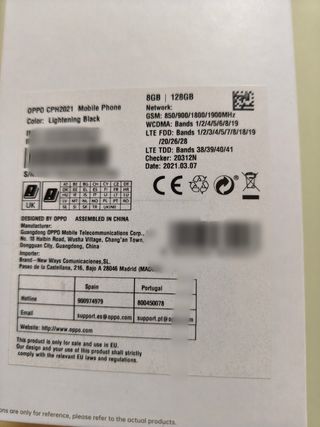 OPPO CPH2021 Mobile Phone
Color: Lightening Black
8GB | 128GB
Network:
GSM: 850/900/1800/1900MHz
WCDMA: Bands 1/2/4/5/6/8/19
LTE FDD: Bands 1/2/3/4/5/7/8/18/19
/20/26/28
LTE TDD: Bands 38/39/40/41
Checker: 20312N
Date: 2021.03.07
UK
DESIGNED BY OPPO ASSEMBLED IN CHINA
Manufacturer:
Guangdong OPPO Mobile Telecommunications Corp.,
No. 18 Haibin Road, Wusha Village, Chang'an Town,
Dongguan City, Guangdong, China
Importer:
Brand-New Ways Comunicaciones,SL.
Paseo de la Castellana, 216, Bajo A 28046 Madrid
Spain Portugal
Hotline 900974979 800450078
Email support.es@oppo.com support.pt@
Website: http://www.oppo.com
This product is only for sale and use in EU.
Our design and your use of this product shall strictly
comply with the relevant EU laws and regulations.
ons are only for reference, please refer to the actual products.